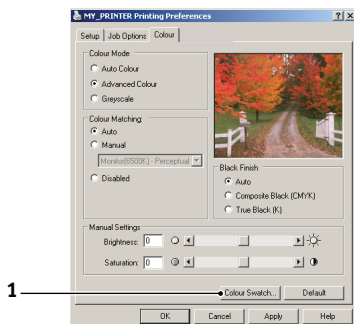 MY_PRINTER Printing Preferences ? X
Setup Job Options Colour
Colour Mode
Auto Colour
Advanced Colour
Greyscale
Colour Matching:
Auto
Manual
Monitor(6500K) - Perceptual
Disabled
Black Finish
Auto
Composite Black (CMYK)
True Black (K)
Manual Settings
Brightness: 0
Saturation: 0
1
Colour Swatch... Default
OK Cancel Apply Help